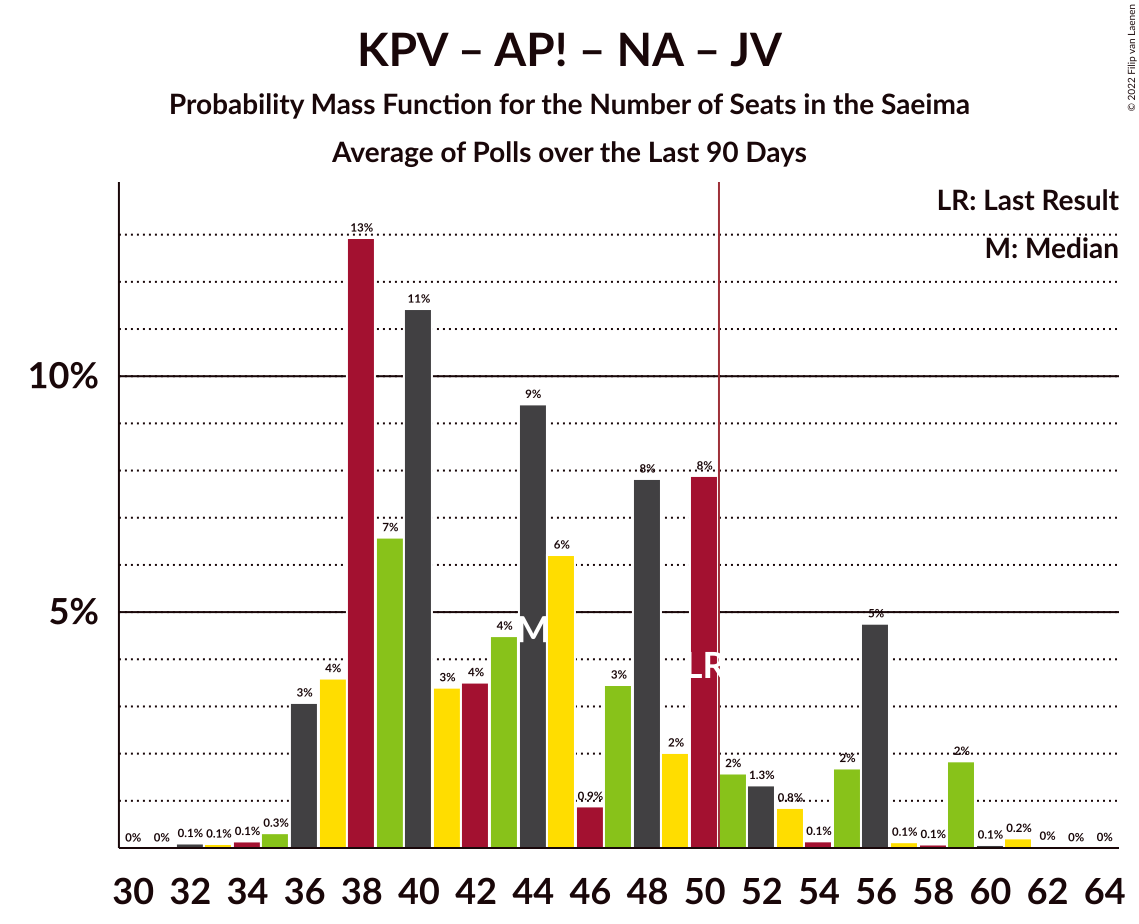 KPV – AP! – NA – JV
Probability Mass Function for the Number of Seats in the Saeima
Average of Polls over the Last 90 Days
© 2022 Filip van Laenen
LR: Last Result
M: Median
10%
5%
0% 0% 0.1% 0.1% 0.1% 0.3% 3% 4% 13% 7% 11% 3% 4% 4% 9% 6% 0.9% 3% 8% 2% 8% 2% 1.3% 0.8% 0.1% 2% 5% 0.1% 0.1% 2% 0.1% 0.2% 0% 0% 0%
M
LR
30 32 34 36 38 40 42 44 46 48 50 52 54 56 58 60 62 64